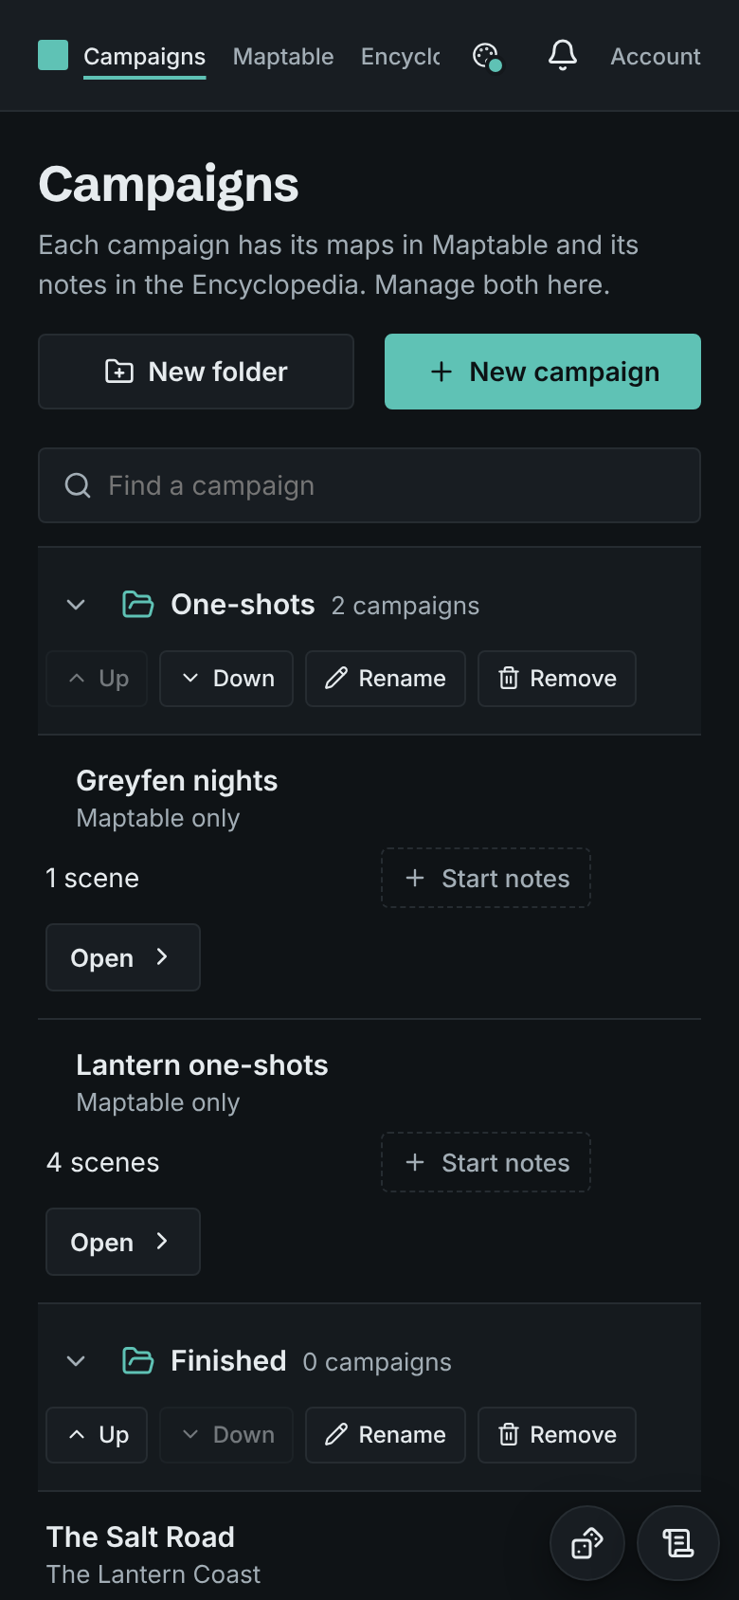 Campaigns Maptable Encyclc Account
Campaigns
Each campaign has its maps in Maptable and its
notes in the Encyclopedia. Manage both here.
New folder New campaign
Find a campaign
One-shots 2 campaigns
Up Down Rename Remove
Greyfen nights
Maptable only
1 scene Start notes
Open
Lantern one-shots
Maptable only
4 scenes Start notes
Open
Finished 0 campaigns
Up Down Rename Remove
The Salt Road
The Lantern Coast